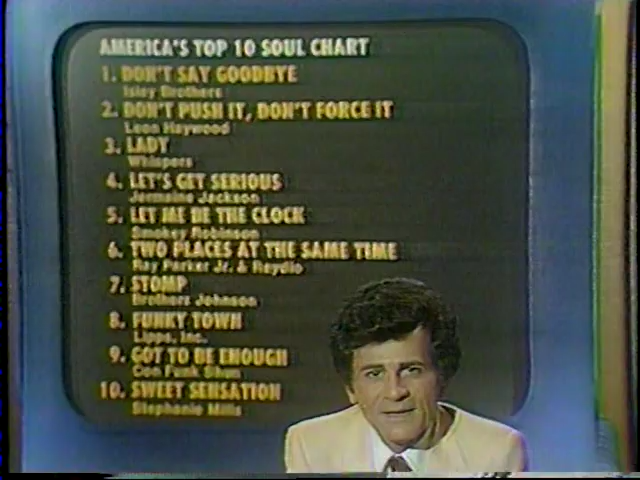 AMERICA'S TOP 10 SOUL CHART
1. DON'T SAY GOODBYE
Isley Brothers
2. DON'T PUSH IT, DON'T FORCE IT
Leon Haywood
3. LADY
Whispers
4. LET'S GET SERIOUS
Jermaine Jackson
5. LET ME BE THE CLOCK
Smokey Robinson
6. TWO PLACES AT THE SAME TIME
Ray Parker Jr. & Raydio
7. STOMP
Brothers Johnson
8. FUNKY TOWN
Lipps, Inc.
9. GOT TO BE ENOUGH
Con Funk Shun
10. SWEET SENSATION
Stephanie Mills